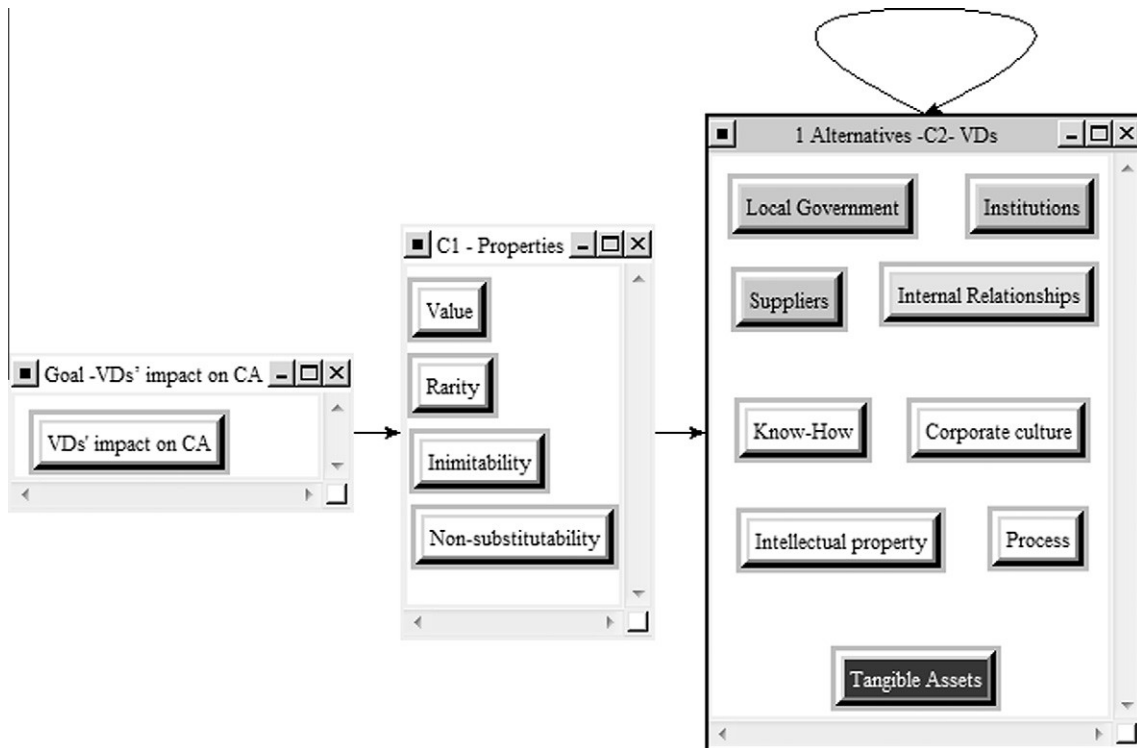 Goal -VDs’ impact on CA
VDs' impact on CA
C1 - Properties
Value
Rarity
Inimitability
Non-substitutability
1 Alternatives -C2- VDs
Local Government
Institutions
Suppliers
Internal Relationships
Know-How
Corporate culture
Intellectual property
Process
Tangible Assets